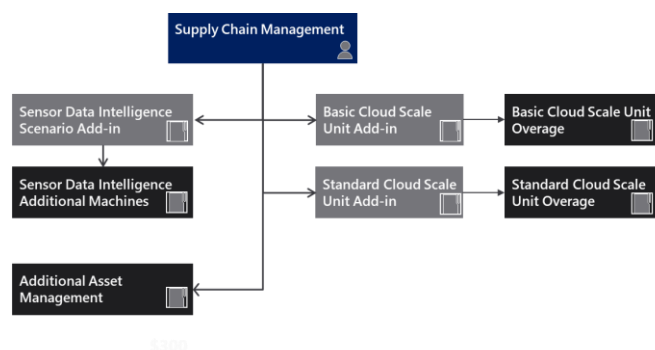 Supply Chain Management
Sensor Data Intelligence
Scenario Add-in
Basic Cloud Scale
Unit Add-in
Basic Cloud Scale Unit
Overage
Sensor Data Intelligence
Additional Machines
Standard Cloud Scale
Unit Add-in
Standard Cloud Scale
Unit Overage
Additional Asset
Management
$300